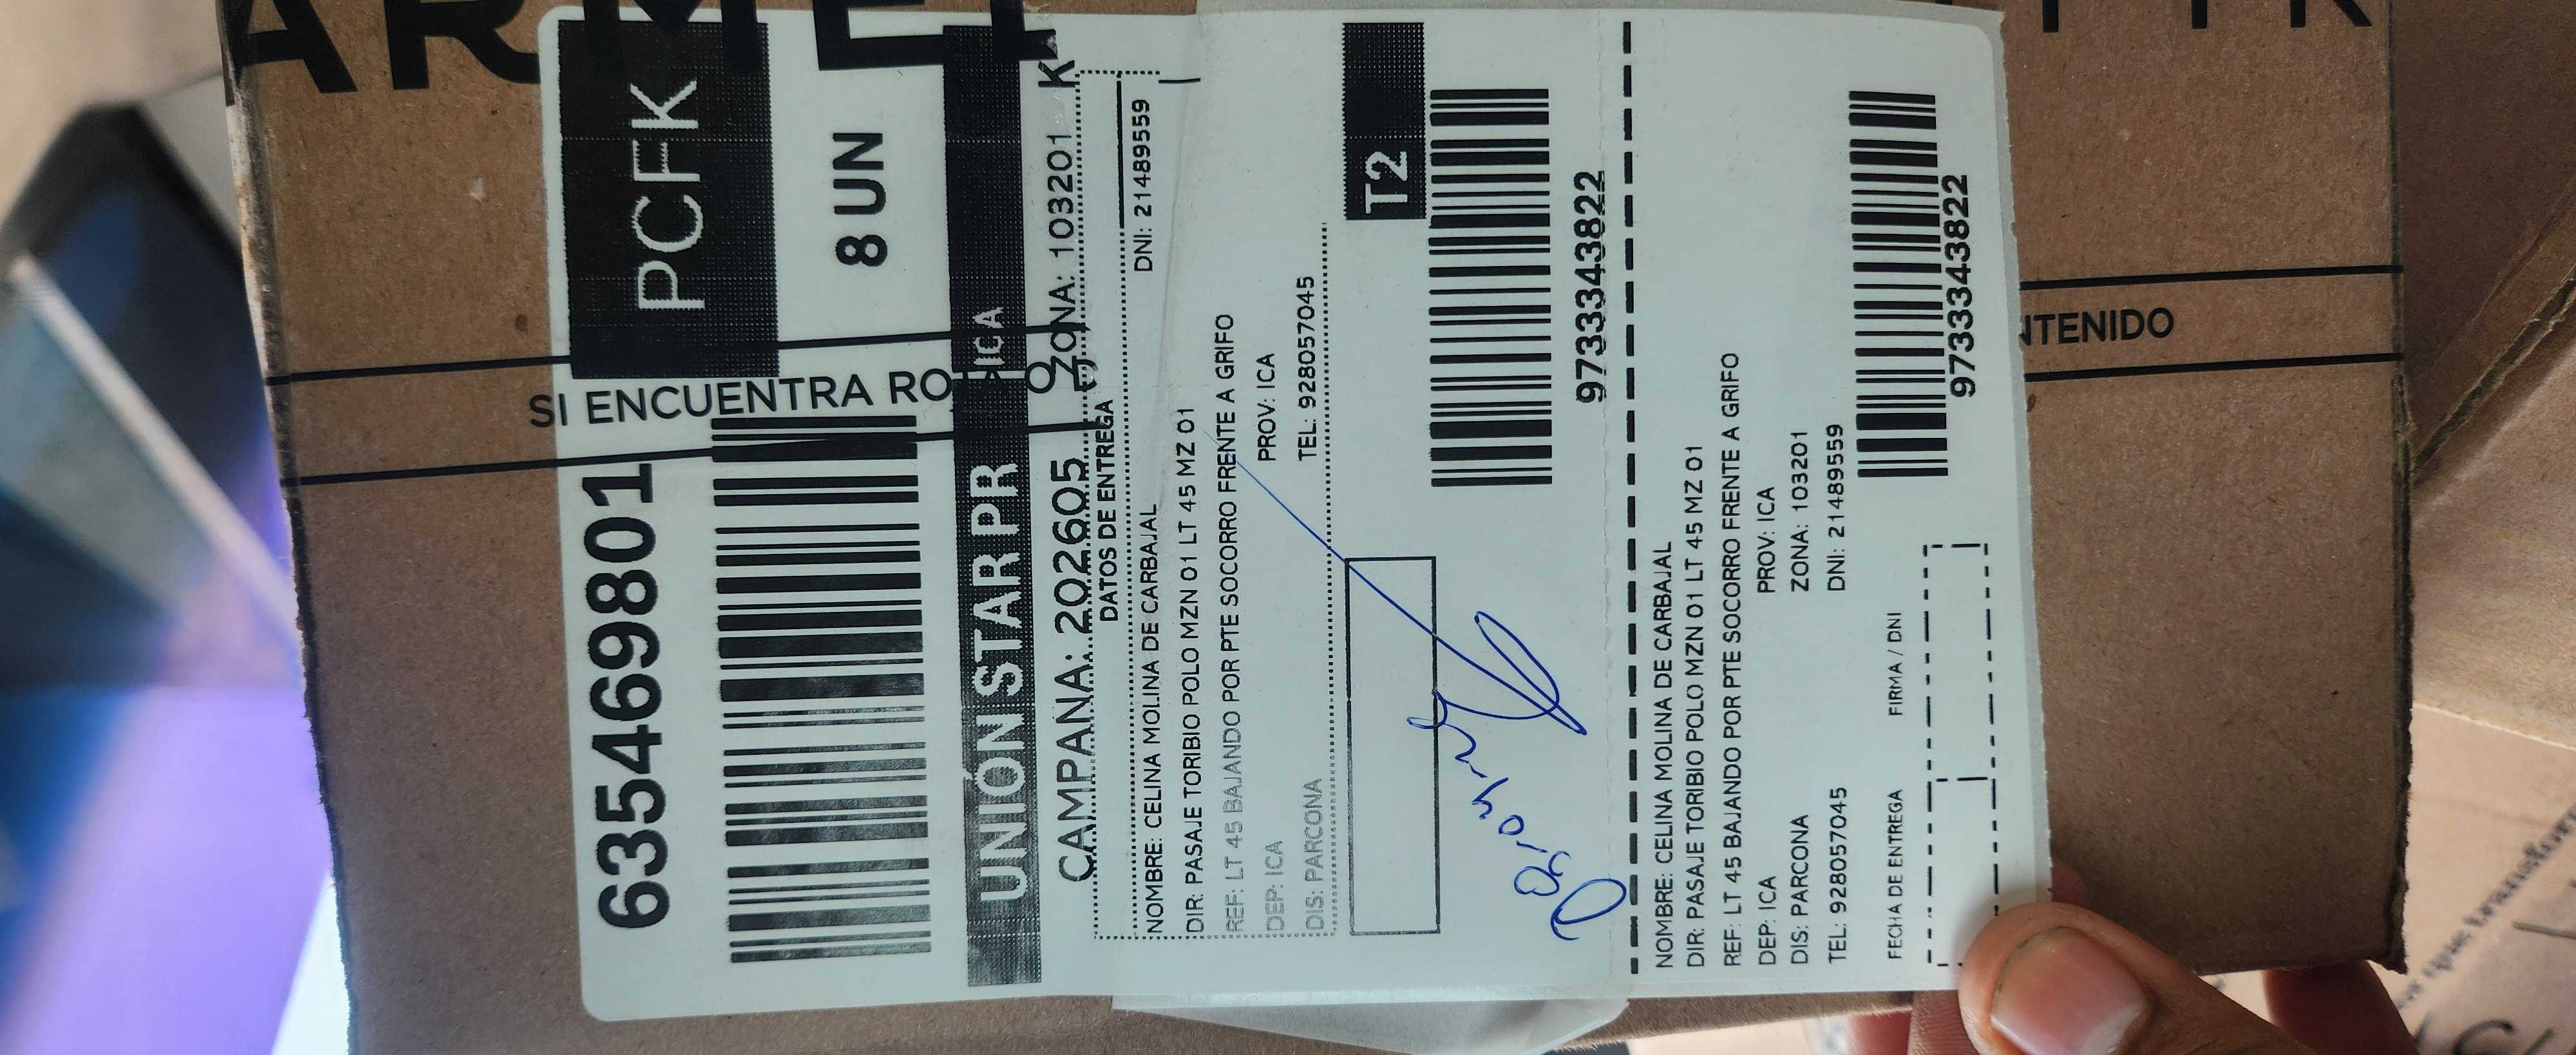 PCFK
635469801
8 UN
UNIÓNSTAR PR ICA
SI ENCUENTRA RO O
NTENIDO
CAMPANA: 202605 ZONA: 103201 K
DATOS DE ENTREGA
NOMBRE: CELINA MOLINA DE CARBAJAL DNI: 21489559
DIR: PASAJE TORIBIO POLO MZN 01 LT 45 MZ 01
REF: LT 45 BAJANDO POR PTE SOCORRO FRENTE A GRIFO
DEP: ICA PROV: ICA
DIS: PARCONA TEL: 928057045
T2
9733343822
NOMBRE: CELINA MOLINA DE CARBAJAL
DIR: PASAJE TORIBIO POLO MZN 01 LT 45 MZ 01
REF: LT 45 BAJANDO POR PTE SOCORRO FRENTE A GRIFO
DEP: ICA PROV: ICA
DIS: PARCONA ZONA: 103201
TEL: 928057045 DNI: 21489559
9733343822
FECHA DE ENTREGA FIRMA / DNI
que